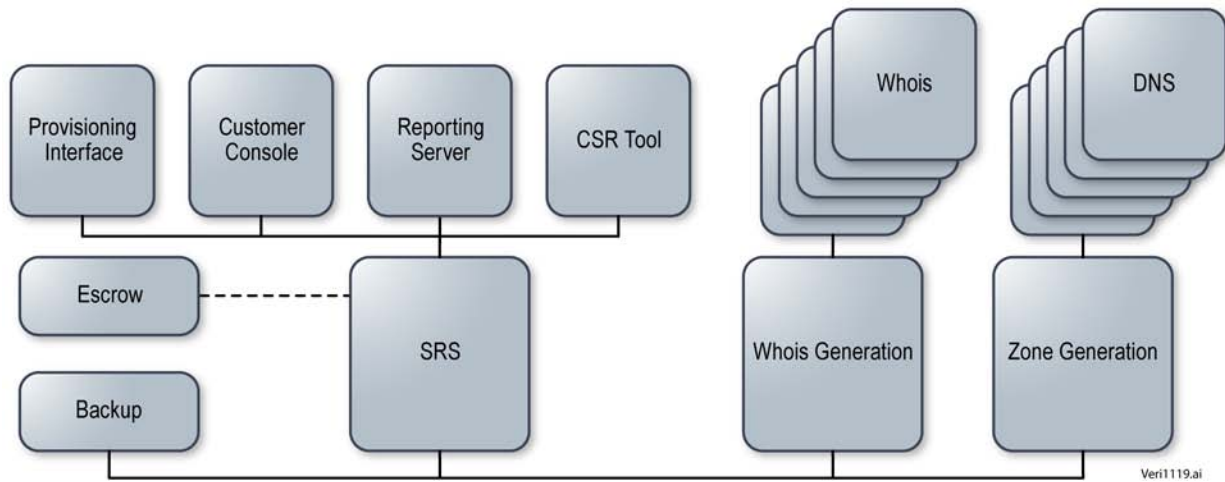 Provisioning
Interface
Customer
Console
Reporting
Server
CSR Tool
Whois
DNS
Escrow
SRS
Whois Generation
Zone Generation
Backup
Veri1119.ai